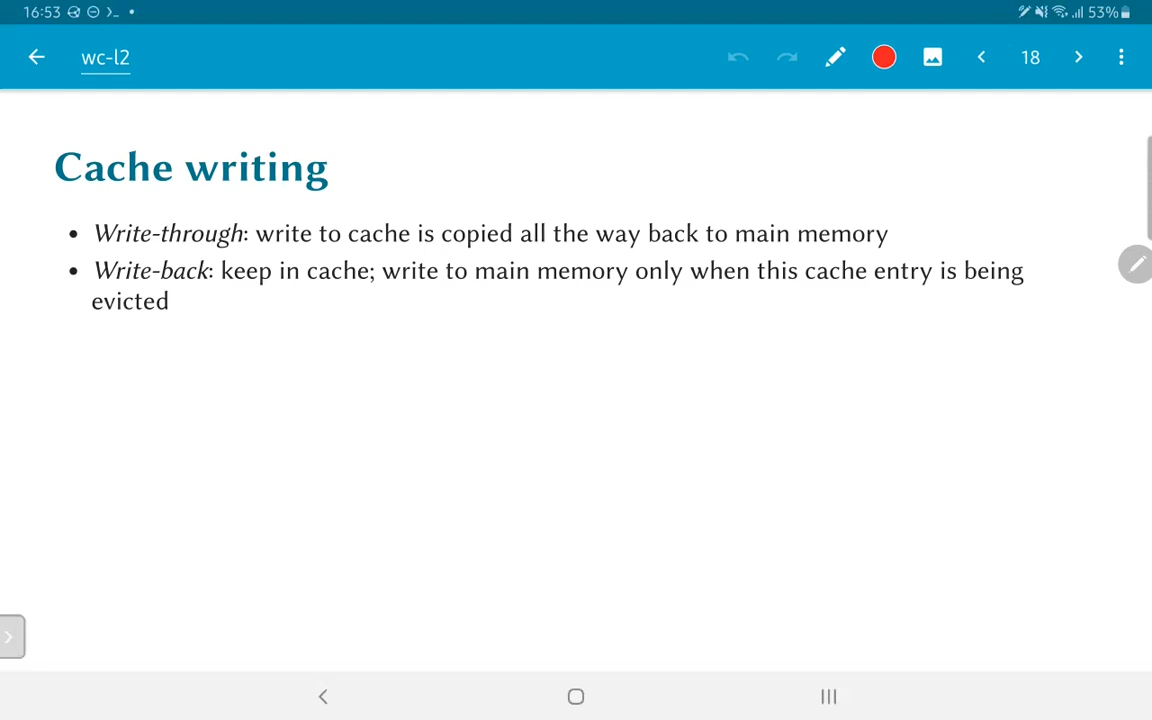 16:53 53%
wc-l2 18
Cache writing
• Write-through: write to cache is copied all the way back to main memory
• Write-back: keep in cache; write to main memory only when this cache entry is being
evicted